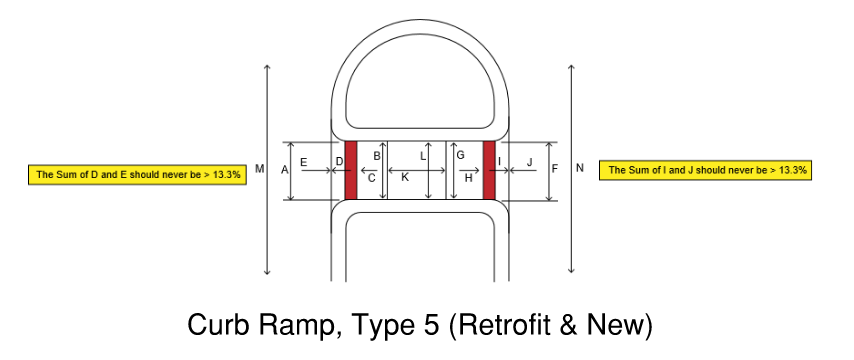 M
E
D
A
B
C
K
L
G
H
I
J
F
N
The Sum of D and E should never be > 13.3%
The Sum of I and J should never be > 13.3%
Curb Ramp, Type 5 (Retrofit & New)